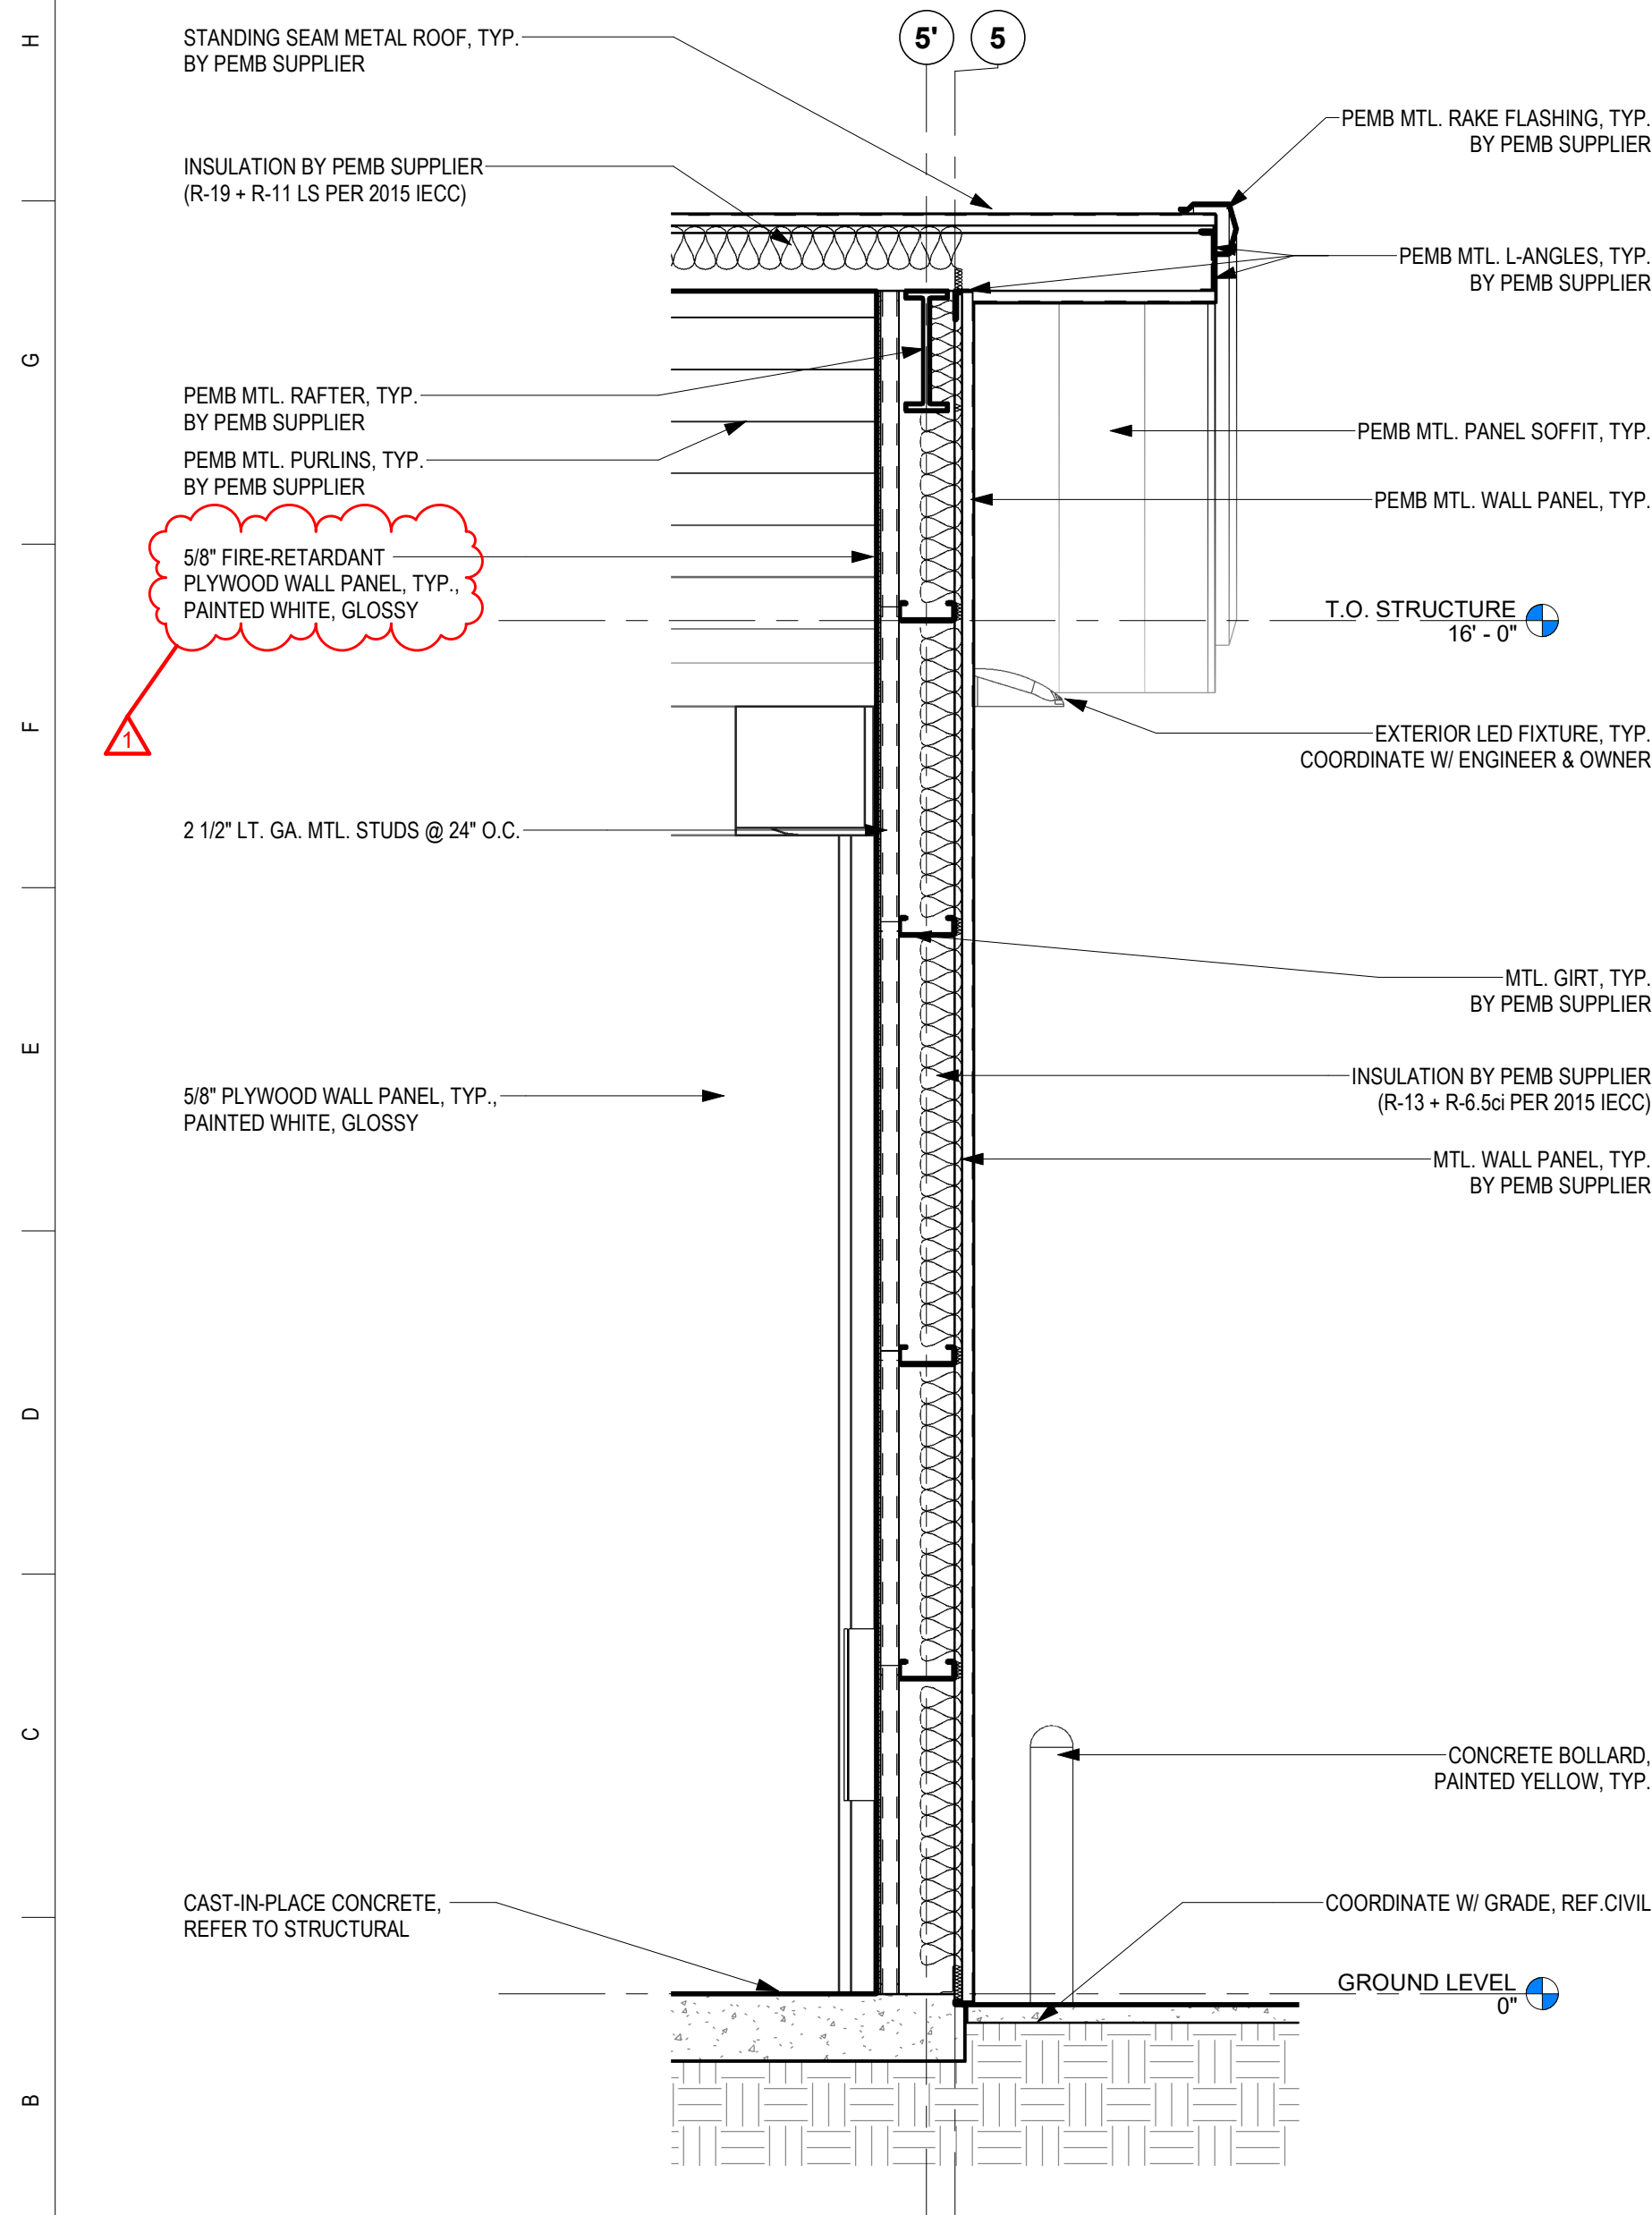 H
G
F
E
D
C
B
5'
5
STANDING SEAM METAL ROOF, TYP.
BY PEMB SUPPLIER
INSULATION BY PEMB SUPPLIER
(R-19 + R-11 LS PER 2015 IECC)
PEMB MTL. RAFTER, TYP.
BY PEMB SUPPLIER
PEMB MTL. PURLINS, TYP.
BY PEMB SUPPLIER
5/8" FIRE-RETARDANT
PLYWOOD WALL PANEL, TYP.,
PAINTED WHITE, GLOSSY
1
2 1/2" LT. GA. MTL. STUDS @ 24" O.C.
5/8" PLYWOOD WALL PANEL, TYP.,
PAINTED WHITE, GLOSSY
CAST-IN-PLACE CONCRETE,
REFER TO STRUCTURAL
PEMB MTL. RAKE FLASHING, TYP.
BY PEMB SUPPLIER
PEMB MTL. L-ANGLES, TYP.
BY PEMB SUPPLIER
PEMB MTL. PANEL SOFFIT, TYP.
PEMB MTL. WALL PANEL, TYP.
T.O. STRUCTURE
16' - 0"
EXTERIOR LED FIXTURE, TYP.
COORDINATE W/ ENGINEER & OWNER
MTL. GIRT, TYP.
BY PEMB SUPPLIER
INSULATION BY PEMB SUPPLIER
(R-13 + R-6.5ci PER 2015 IECC)
MTL. WALL PANEL, TYP.
BY PEMB SUPPLIER
CONCRETE BOLLARD,
PAINTED YELLOW, TYP.
COORDINATE W/ GRADE, REF.CIVIL
GROUND LEVEL
0"